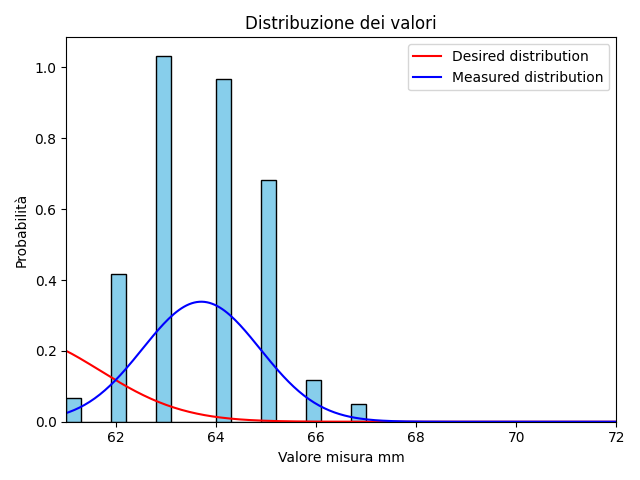 Distribuzione dei valori
Desired distribution
Measured distribution
Probabilità
1.0
0.8
0.6
0.4
0.2
0.0
62 64 66 68 70 72
Valore misura mm